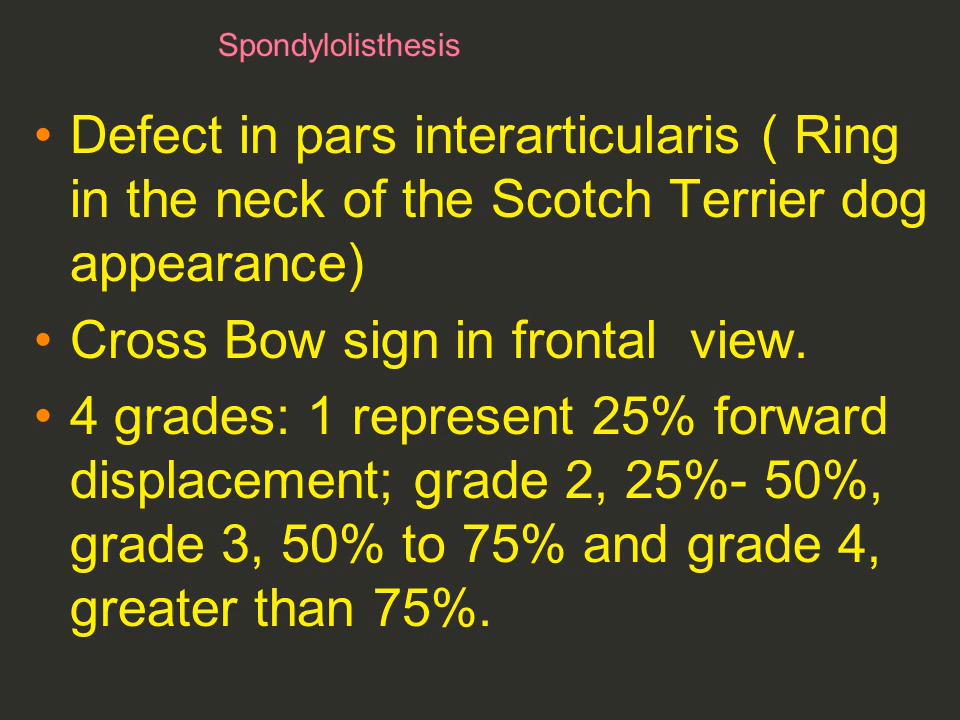 Spondylolisthesis
• Defect in pars interarticularis ( Ring
in the neck of the Scotch Terrier dog
appearance)
• Cross Bow sign in frontal  view.
• 4 grades: 1 represent 25% forward
displacement; grade 2, 25%- 50%,
grade 3, 50% to 75% and grade 4,
greater than 75%.